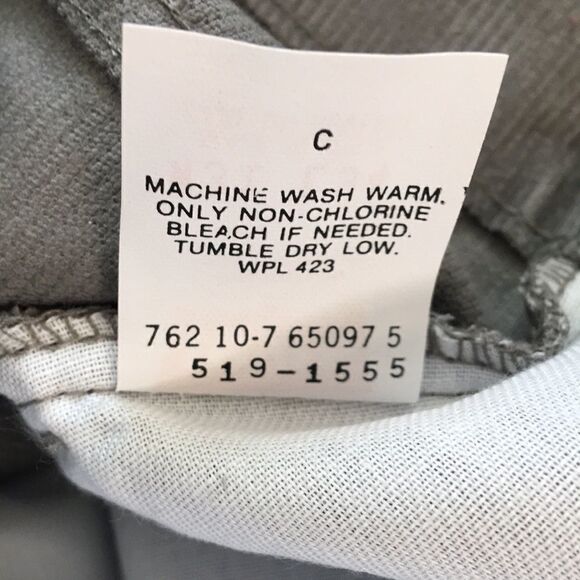 C
MACHINE WASH WARM.
ONLY NON-CHLORINE
BLEACH IF NEEDED.
TUMBLE DRY LOW.
WPL 423
762 10-7 65097 5
519-1555